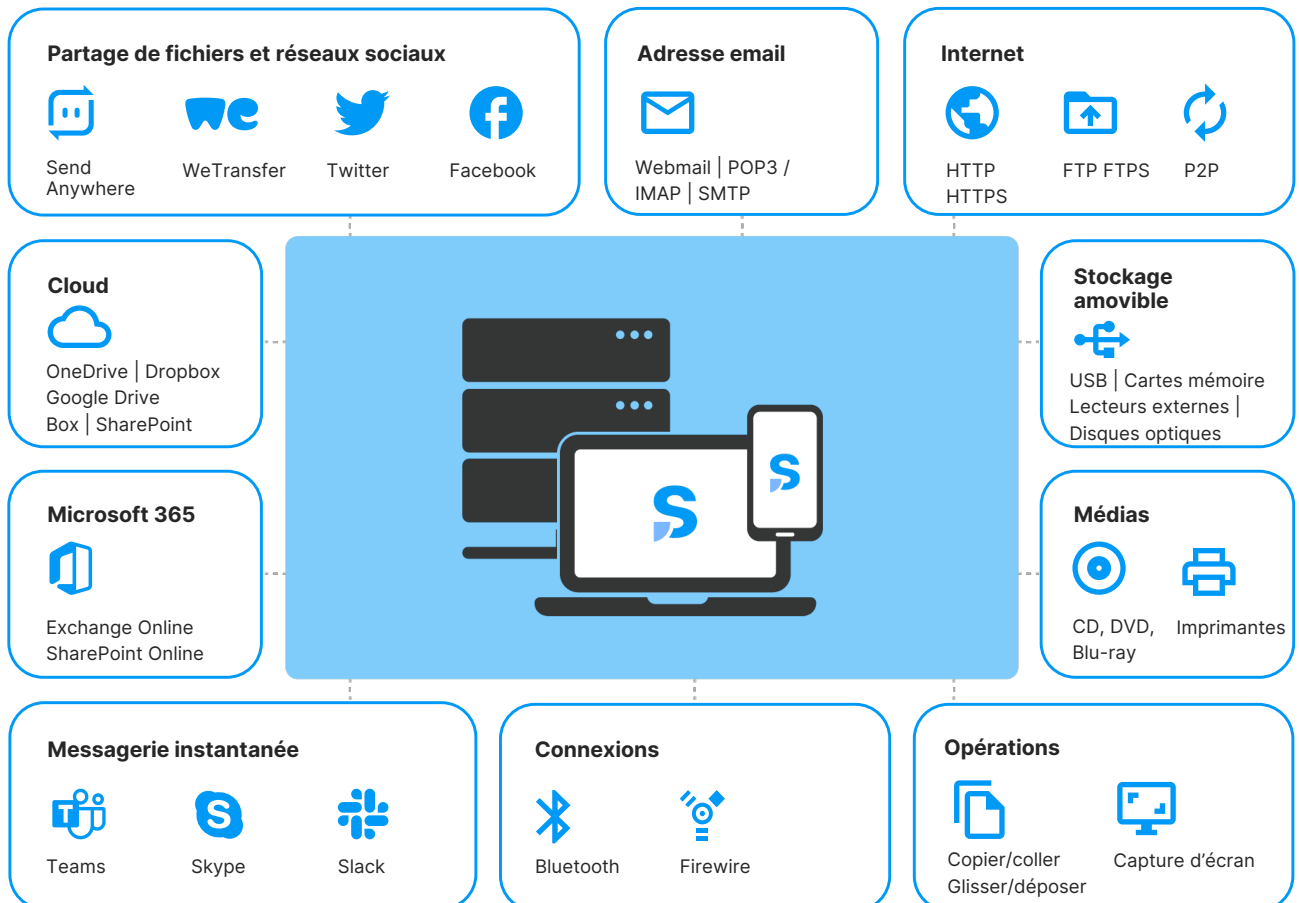 Partage de fichiers et réseaux sociaux
Send
Anywhere
WeTransfer
Twitter
Facebook
Adresse email
Webmail | POP3 /
IMAP | SMTP
Internet
HTTP
HTTPS
FTP FTPS
P2P
Cloud
OneDrive | Dropbox
Google Drive
Box | SharePoint
Stockage
amovible
USB | Cartes mémoire
Lecteurs externes |
Disques optiques
Microsoft 365
Exchange Online
SharePoint Online
Médias
CD, DVD,
Blu-ray
Imprimantes
Messagerie instantanée
Teams
Skype
Slack
Connexions
Bluetooth
Firewire
Opérations
Copier/coller
Glisser/déposer
Capture d’écran